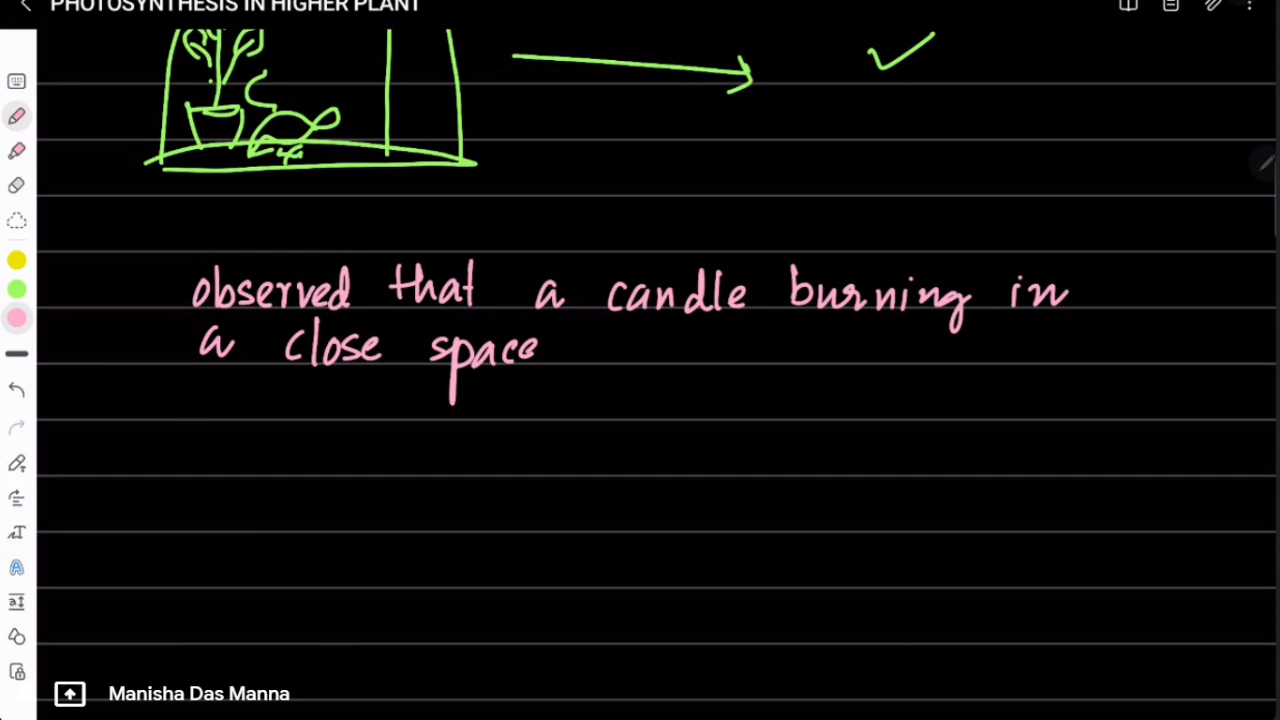 PHOTOSYNTHESIS IN HIGHER PLANT
observed that a candle burning in
a close space
Manisha Das Manna